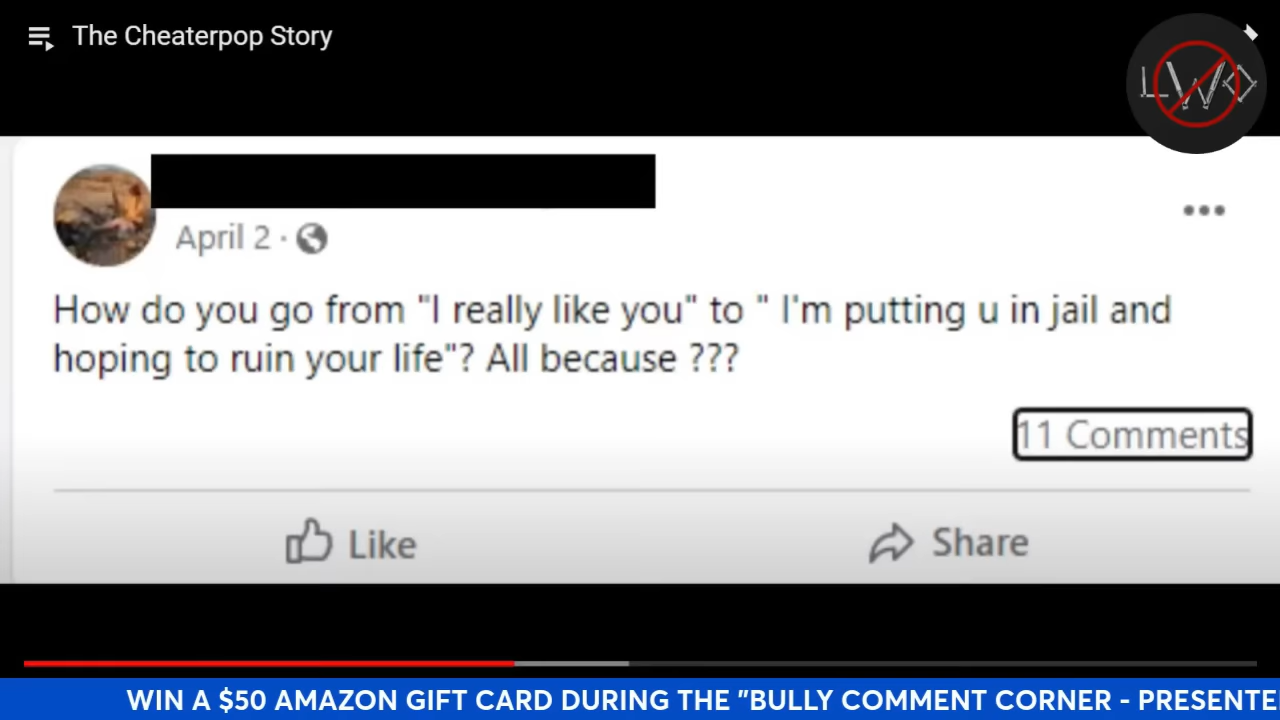 The Cheaterpop Story
LWO
April 2 ·
How do you go from "I really like you" to " I'm putting u in jail and
hoping to ruin your life"? All because ???
11 Comments
Like
Share
WIN A $50 AMAZON GIFT CARD DURING THE "BULLY COMMENT CORNER - PRESENTE